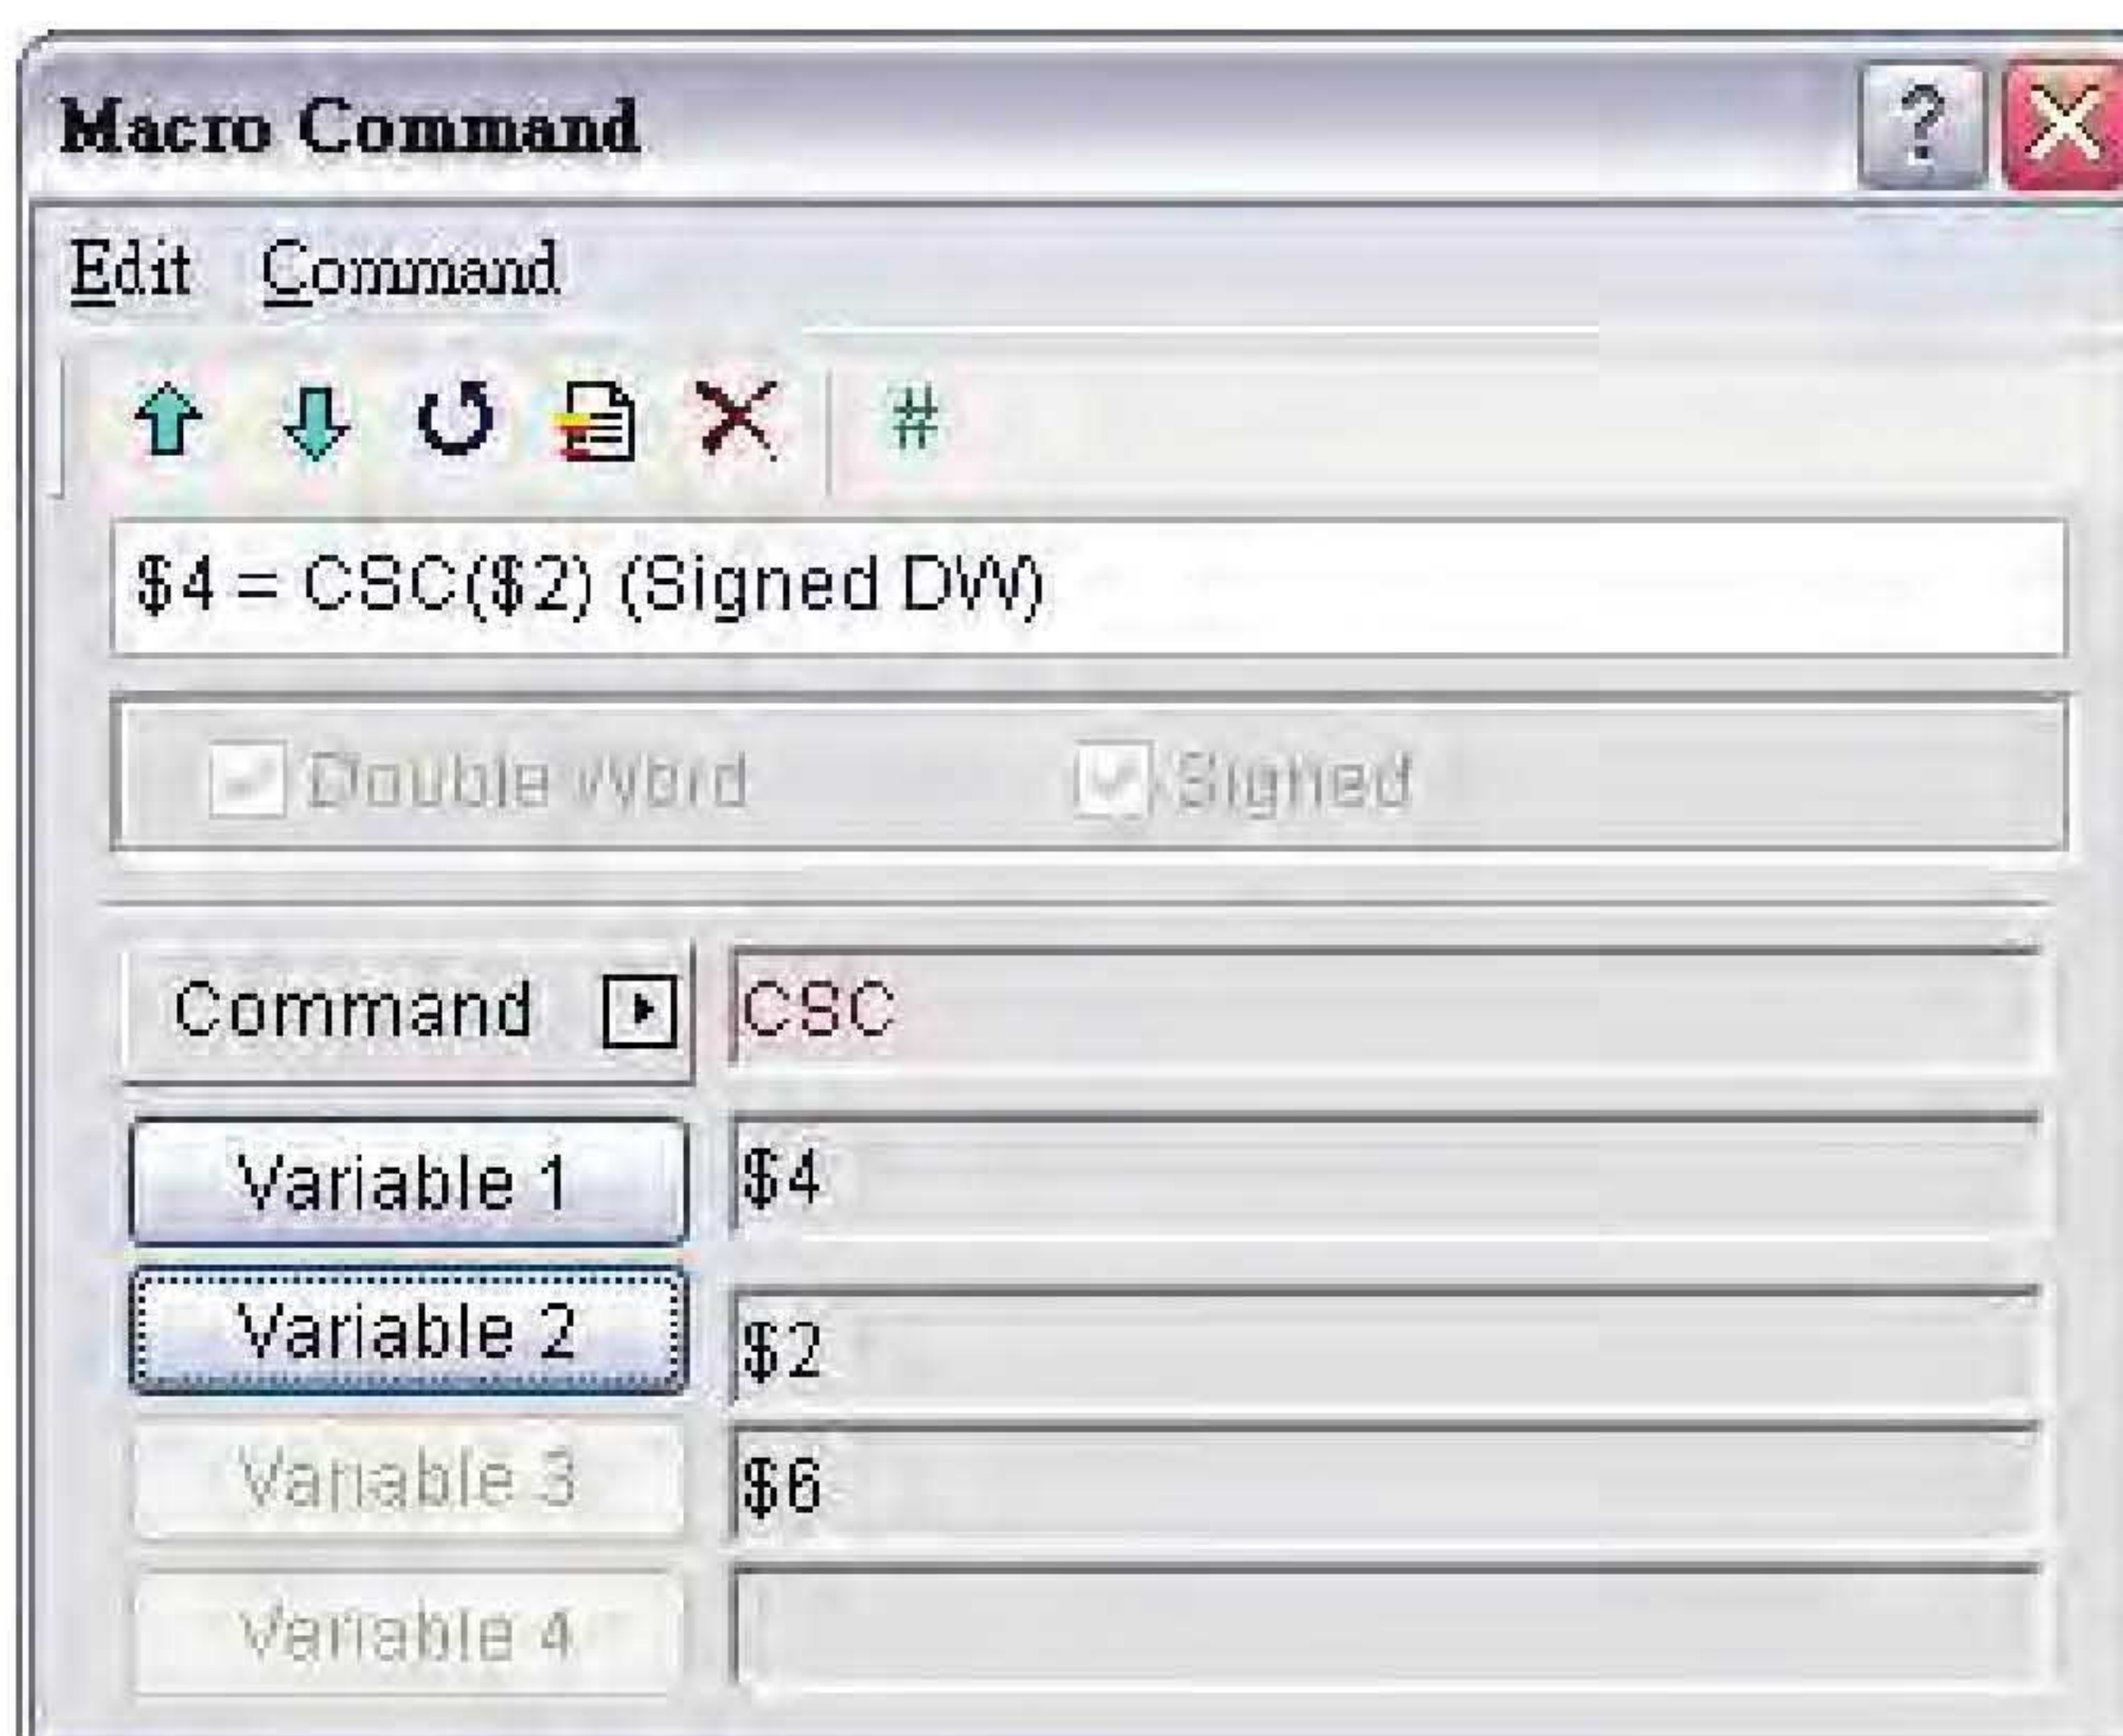 Macro Command
?
Edit Command
#
$4 = CSC($2) (Signed DW)
Double Word Signed
Command CSC
Variable 1 $4
Variable 2 $2
Variable 3 $6
Variable 4